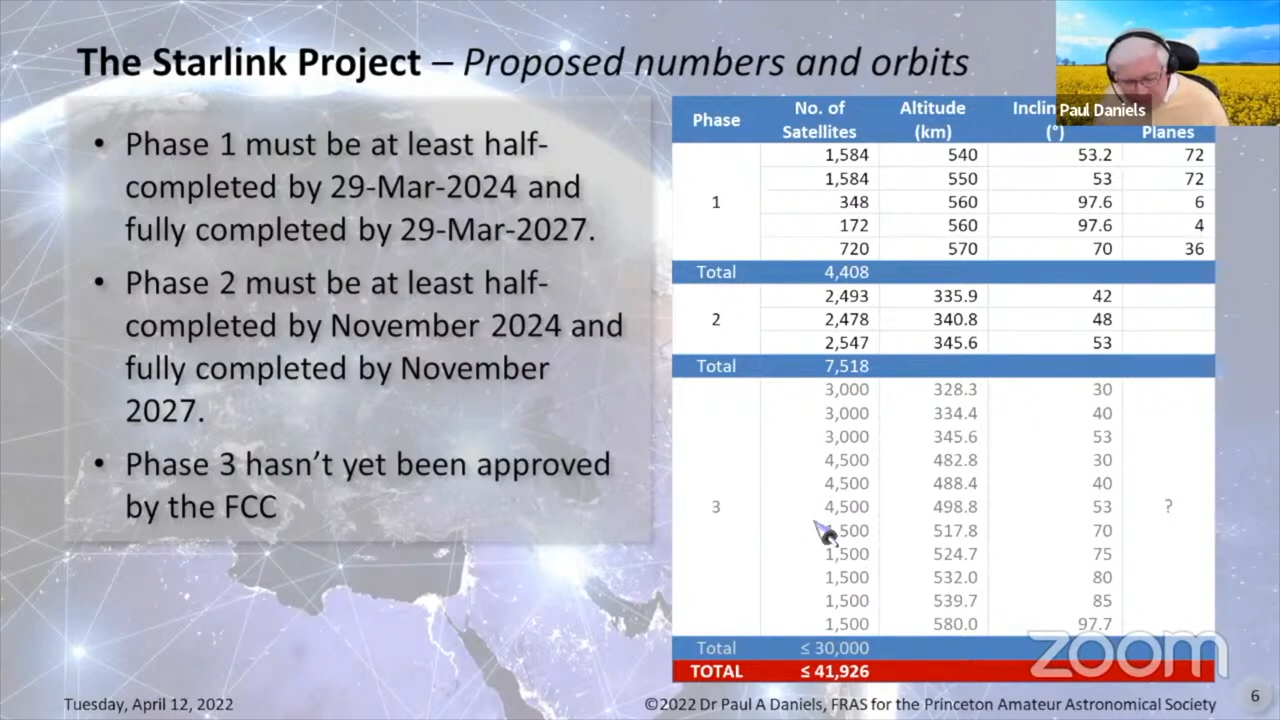 The Starlink Project – Proposed numbers and orbits
• Phase 1 must be at least half-
completed by 29-Mar-2024 and
fully completed by 29-Mar-2027.
• Phase 2 must be at least half-
completed by November 2024 and
fully completed by November
2027.
• Phase 3 hasn't yet been approved
by the FCC
Phase No. of Satellites Altitude (km) Inclin (°) Planes
1,584 540 53.2 72
1,584 550 53 72
1 348 560 97.6 6
172 560 97.6 4
720 570 70 36
Total 4,408
2,493 335.9 42
2 2,478 340.8 48
2,547 345.6 53
Total 7,518
3,000 328.3 30
3,000 334.4 40
3,000 345.6 53
4,500 482.8 30
4,500 488.4 40
3 4,500 498.8 53 ?
500 517.8 70
1,500 524.7 75
1,500 532.0 80
1,500 539.7 85
1,500 580.0 97.7
Total ≤ 30,000
TOTAL ≤ 41,926
Paul Daniels
zoom
Tuesday, April 12, 2022
©2022 Dr Paul A Daniels, FRAS for the Princeton Amateur Astronomical Society
6